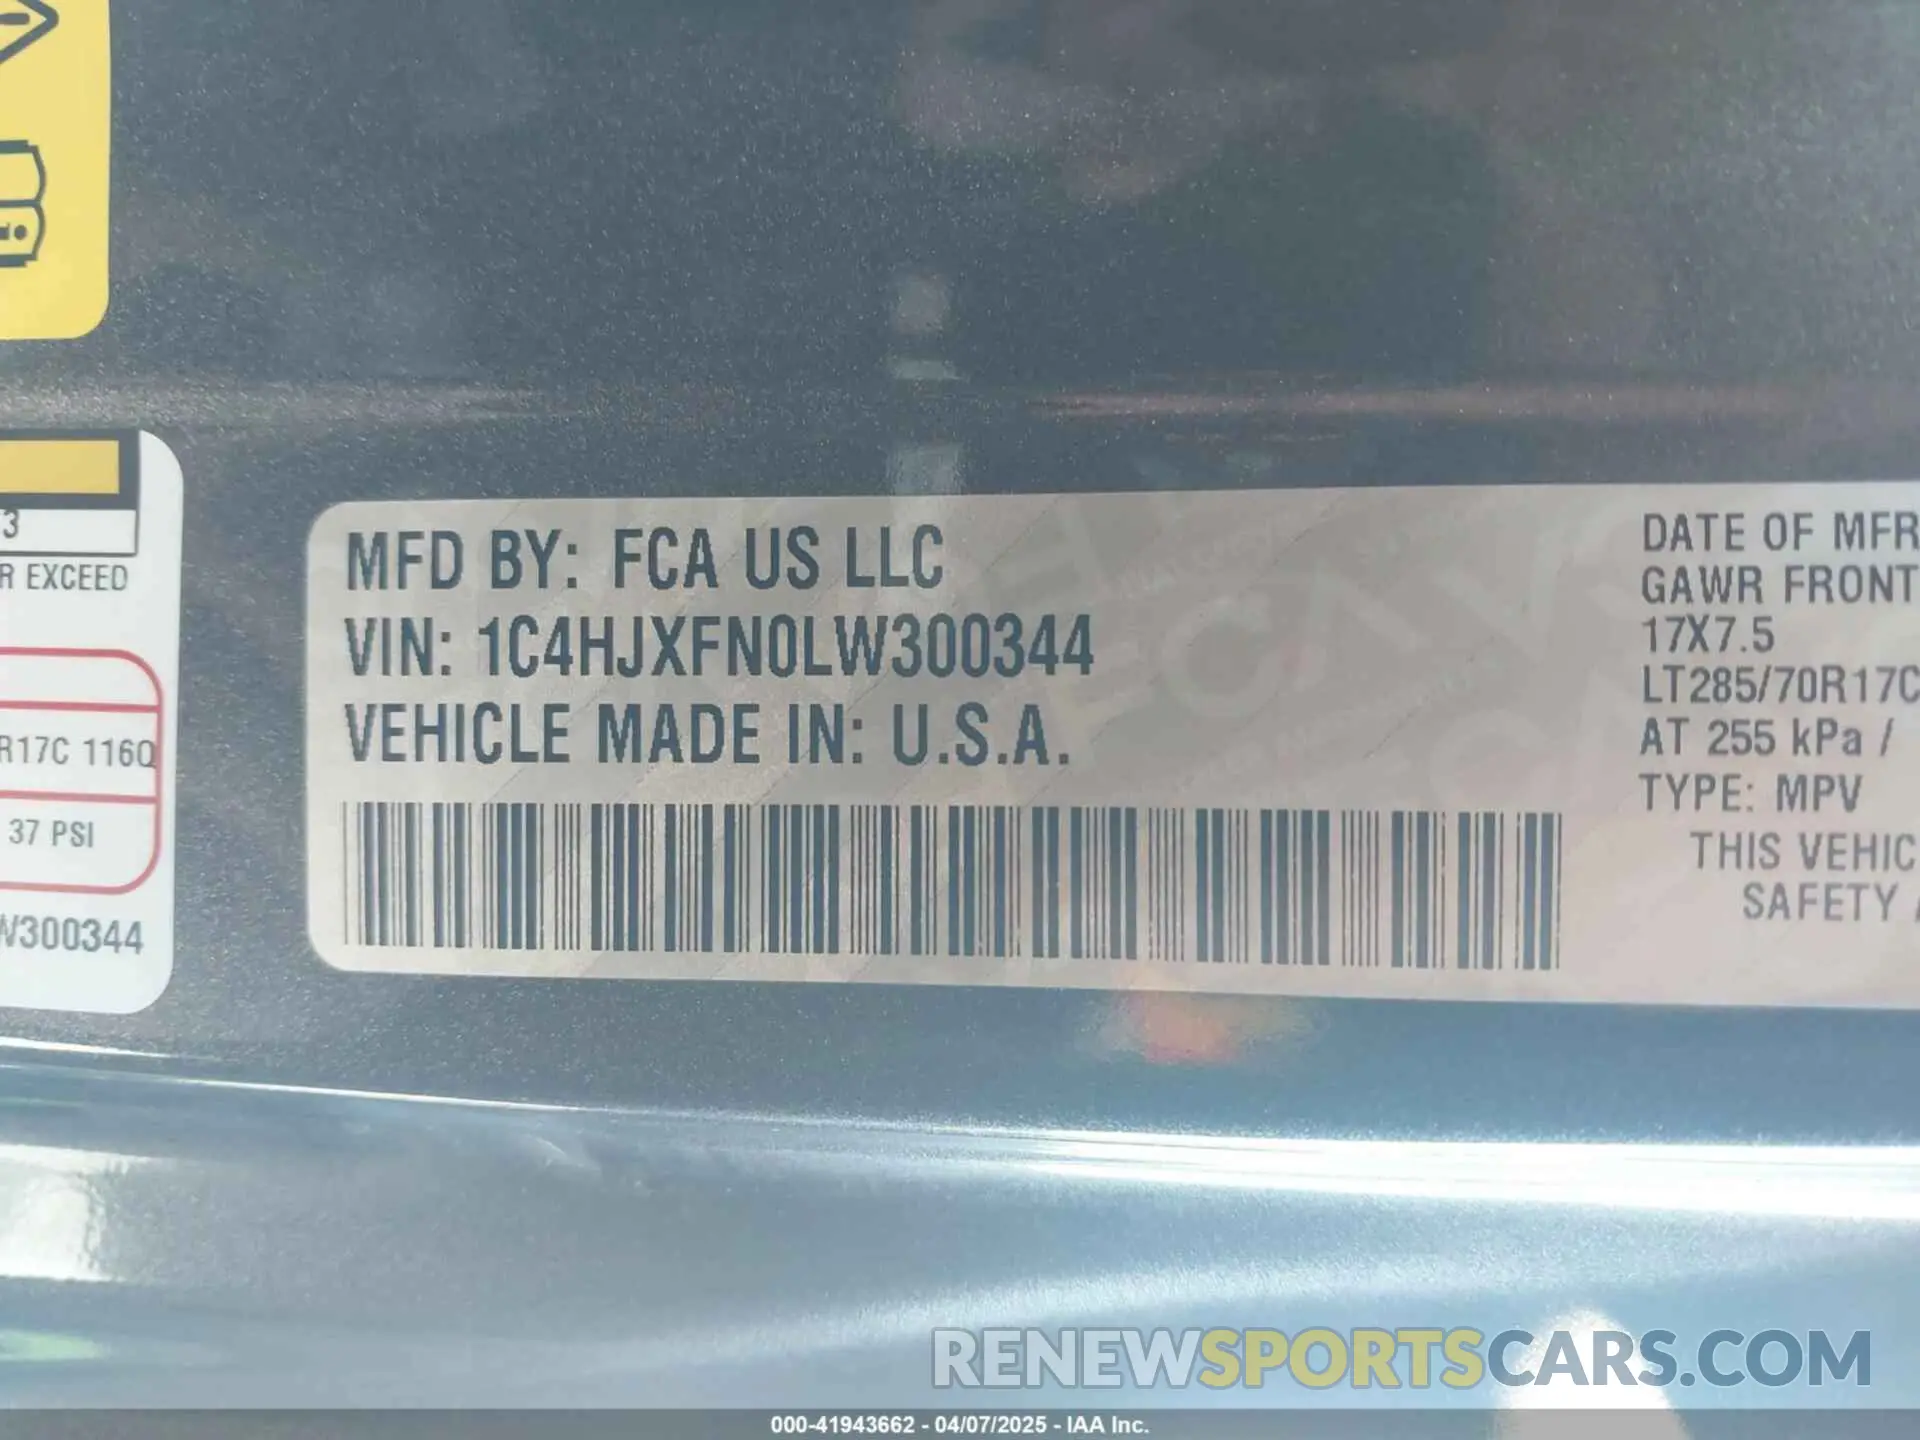 3
R EXCEED
R17C 116Q
37 PSI
W300344
MFD BY: FCA US LLC
VIN: 1C4HJXFN0LW300344
VEHICLE MADE IN: U.S.A.
DATE OF MFR
GAWR FRONT
17X7.5
LT285/70R17C
AT 255 kPa /
TYPE: MPV
THIS VEHIC
SAFETY
RENEWSPORTSCARS.COM
000-41943662 - 04/07/2025 - IAA Inc.